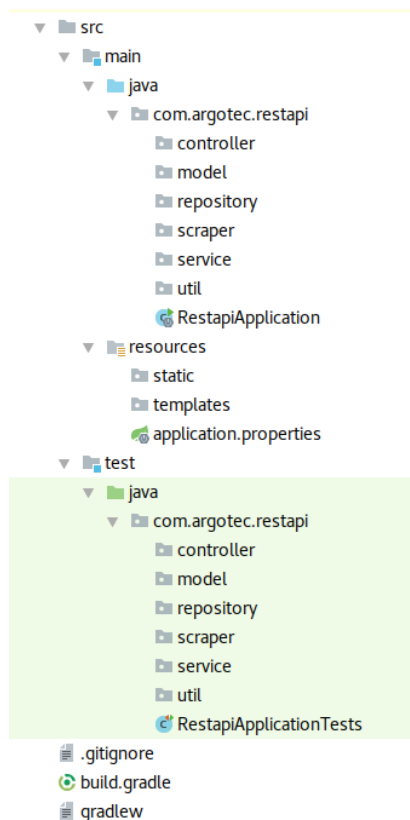 src
main
java
com.argotec.restapi
controller
model
repository
scraper
service
util
RestapiApplication
resources
static
templates
application.properties
test
java
com.argotec.restapi
controller
model
repository
scraper
service
util
RestapiApplicationTests
.gitignore
build.gradle
gradlew